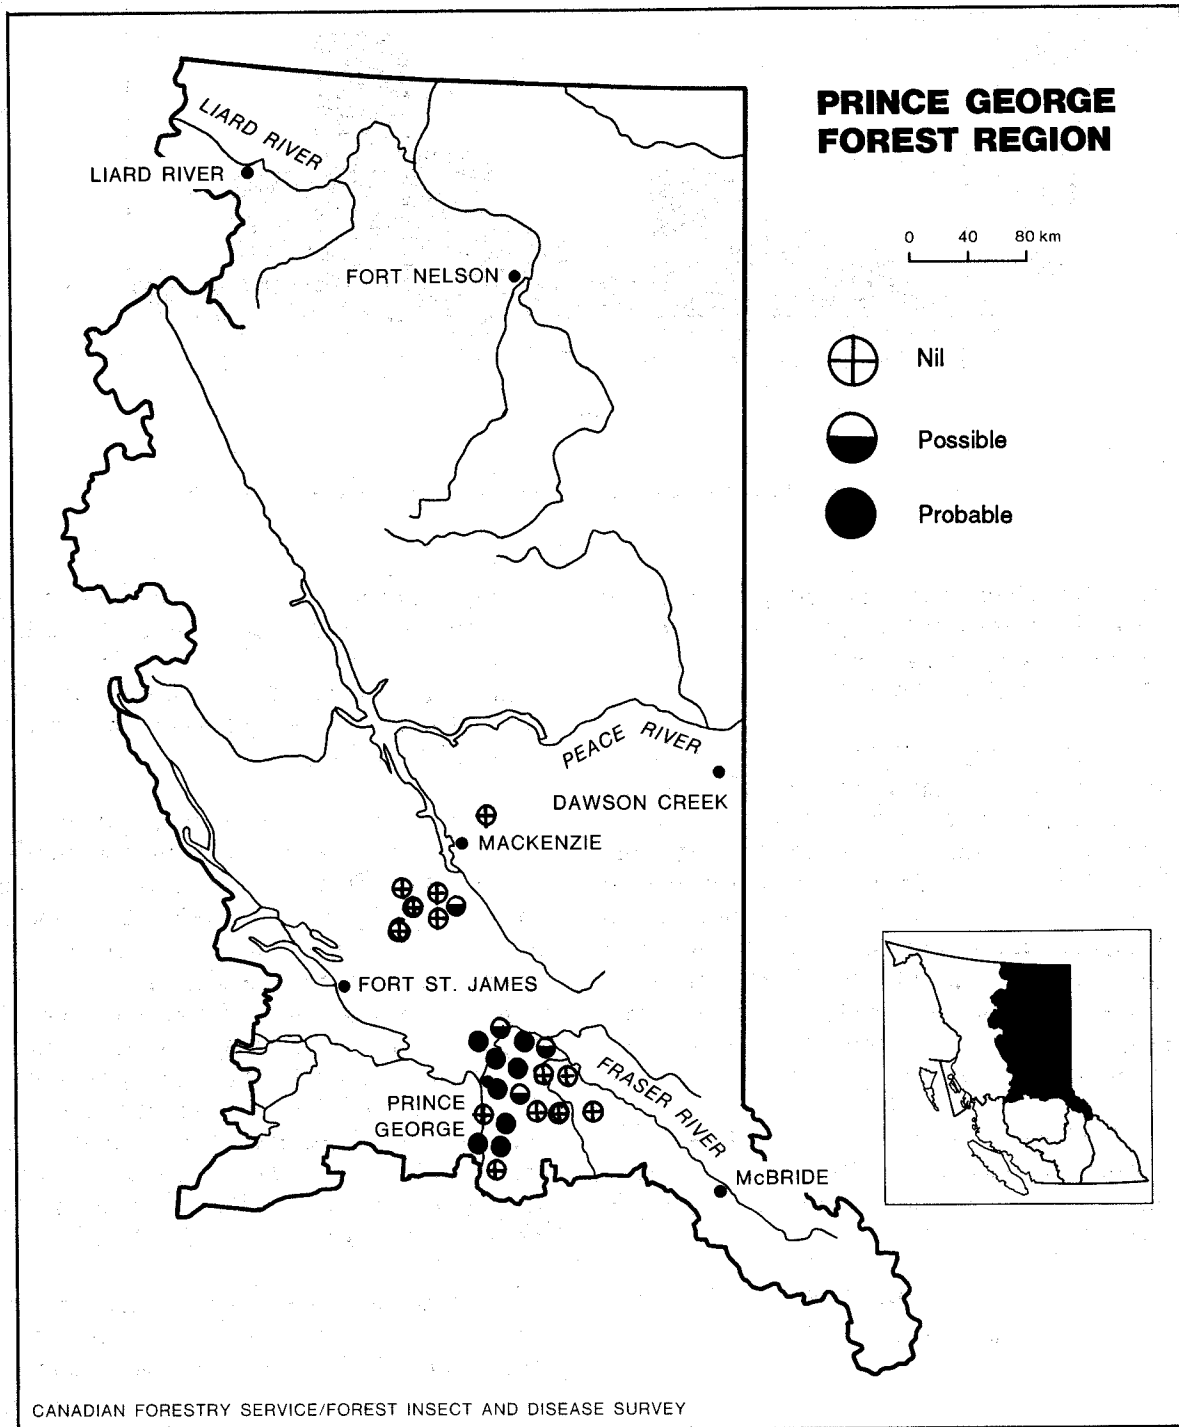 PRINCE GEORGE
FOREST REGION
0 40 80 km
Nil
Possible
Probable
LIARD RIVER
LIARD RIVER
FORT NELSON
PEACE RIVER
DAWSON CREEK
MACKENZIE
FORT ST. JAMES
FRASER RIVER
PRINCE
GEORGE
McBRIDE
CANADIAN FORESTRY SERVICE/FOREST INSECT AND DISEASE SURVEY